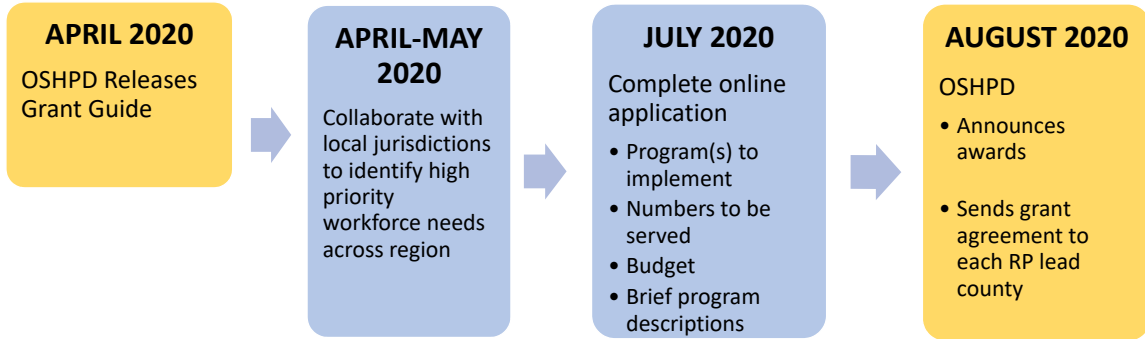 APRIL 2020
OSHPD Releases
Grant Guide
APRIL-MAY
2020
Collaborate with
local jurisdictions
to identify high
priority
workforce needs
across region
JULY 2020
Complete online
application
• Program(s) to
implement
• Numbers to be
served
• Budget
• Brief program
descriptions
AUGUST 2020
OSHPD
• Announces
awards
• Sends grant
agreement to
each RP lead
county